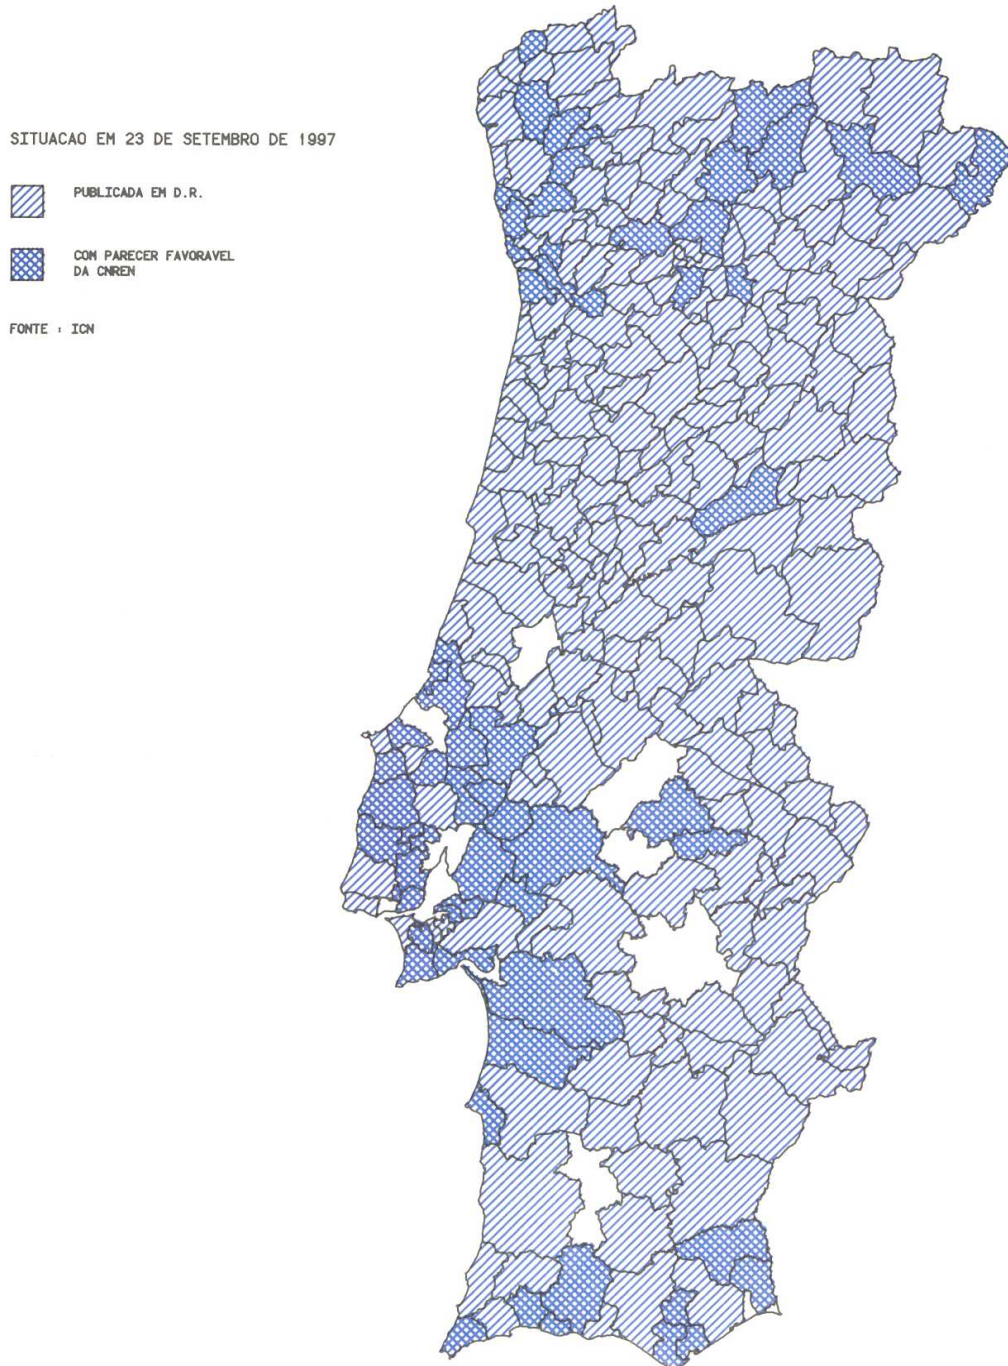 SITUACAO EM 23 DE SETEMBRO DE 1997
PUBLICADA EM D.R.
COM PARECER FAVORAVEL
DA CNREN
FONTE : ICN